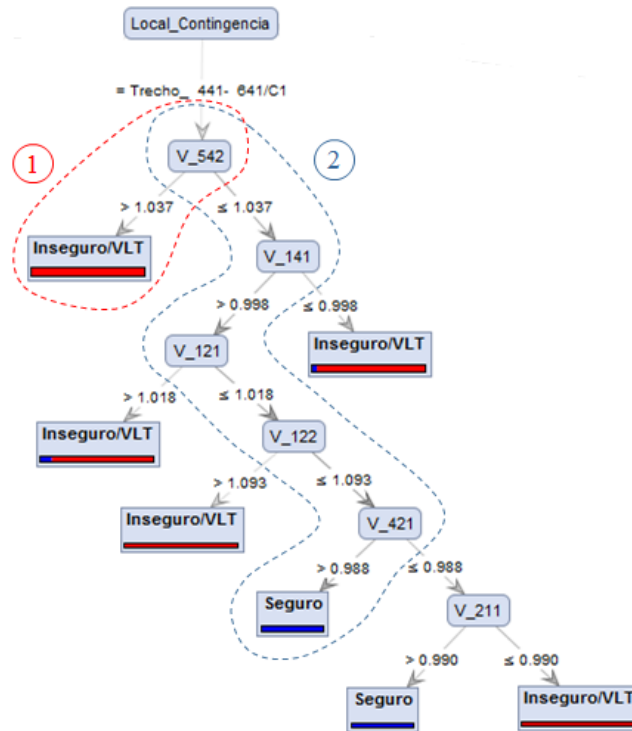 Local_Contingencia
= Trecho_ 441- 641/C1
1
V_542
2
> 1.037
≤ 1.037
Inseguro/VLT
V_141
> 0.998
≤ 0.998
V_121
Inseguro/VLT
> 1.018
≤ 1.018
Inseguro/VLT
V_122
> 1.093
≤ 1.093
Inseguro/VLT
V_421
> 0.988
≤ 0.988
Seguro
V_211
> 0.990
≤ 0.990
Seguro
Inseguro/VLT